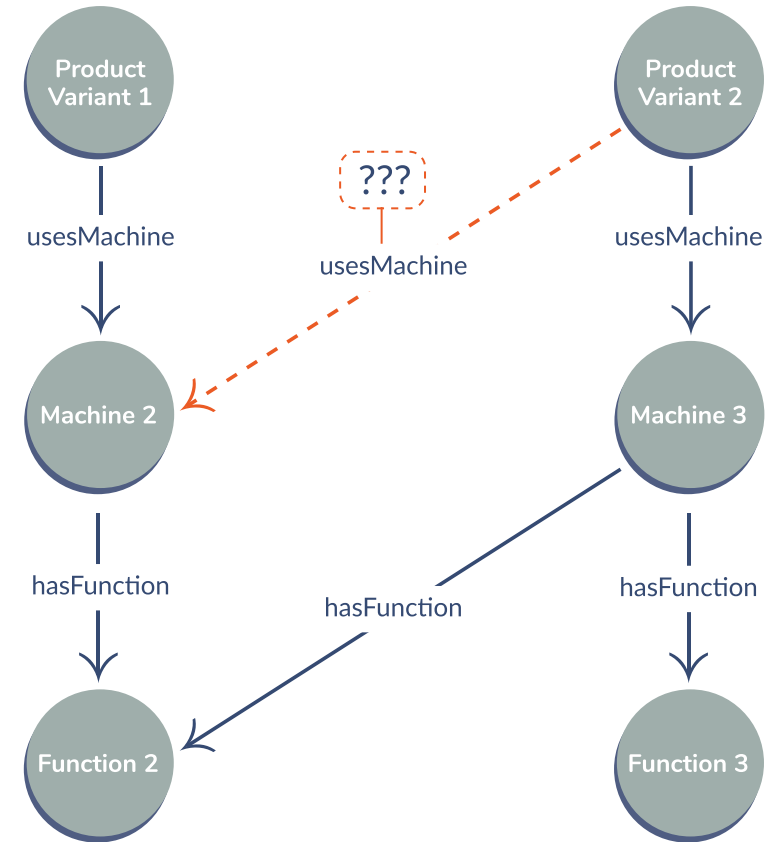 Product
Variant 1
Product
Variant 2
???
usesMachine
usesMachine
usesMachine
Machine 2
Machine 3
hasFunction
hasFunction
hasFunction
Function 2
Function 3